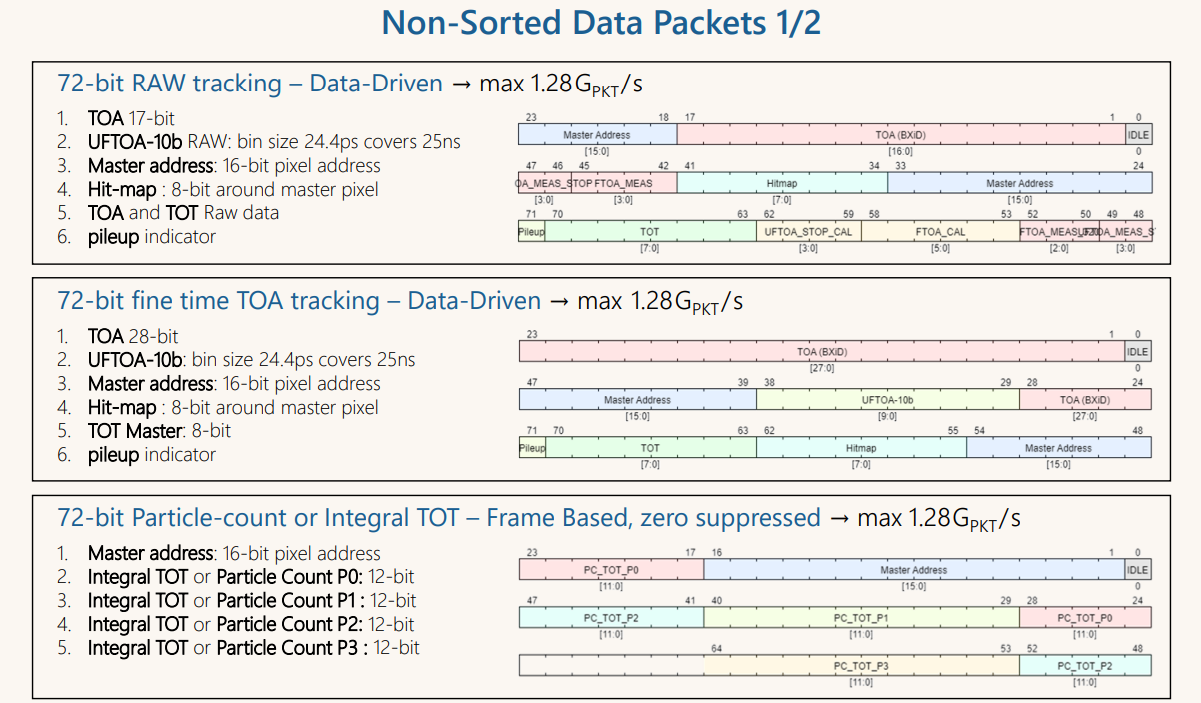 Non-Sorted Data Packets 1/2
72-bit RAW tracking – Data-Driven → max 1.28GPKT/s
1. TOA 17-bit
2. UFTOA-10b RAW: bin size 24.4ps covers 25ns
3. Master address: 16-bit pixel address
4. Hit-map : 8-bit around master pixel
5. TOA and TOT Raw data
6. pileup indicator
23 18 17 1 0
Master Address TOA (BXiD) IDLE
[15:0] [16:0] 0
47 46 45 42 41 34 33 24
OA_MEAS_STOP FTOA_MEAS Hitmap Master Address
[3:0] [3:0] [7:0] [15:0]
71 70 63 62 59 58 53 52 50 49 48
Pileup TOT UFTOA_STOP_CAL FTOA_CAL FTOA_MEAS OA_MEAS_S
[7:0] [3:0] [5:0] [2:0] [3:0]
72-bit fine time TOA tracking – Data-Driven → max 1.28GPKT/s
1. TOA 28-bit
2. UFTOA-10b: bin size 24.4ps covers 25ns
3. Master address: 16-bit pixel address
4. Hit-map : 8-bit around master pixel
5. TOT Master: 8-bit
6. pileup indicator
23 1 0
TOA (BXiD) IDLE
[27:0] 0
47 39 38 29 28 24
Master Address UFTOA-10b TOA (BXiD)
[15:0] [9:0] [27:0]
71 70 63 62 55 54 48
Pileup TOT Hitmap Master Address
[7:0] [7:0] [15:0]
72-bit Particle-count or Integral TOT – Frame Based, zero suppressed → max 1.28GPKT/s
1. Master address: 16-bit pixel address
2. Integral TOT or Particle Count P0: 12-bit
3. Integral TOT or Particle Count P1 : 12-bit
4. Integral TOT or Particle Count P2: 12-bit
5. Integral TOT or Particle Count P3 : 12-bit
23 17 16 1 0
PC_TOT_P0 Master Address IDLE
[11:0] [15:0] 0
47 41 40 29 28 24
PC_TOT_P2 PC_TOT_P1 PC_TOT_P0
[11:0] [11:0] [11:0]
64 53 52 48
PC_TOT_P3 PC_TOT_P2
[11:0] [11:0]